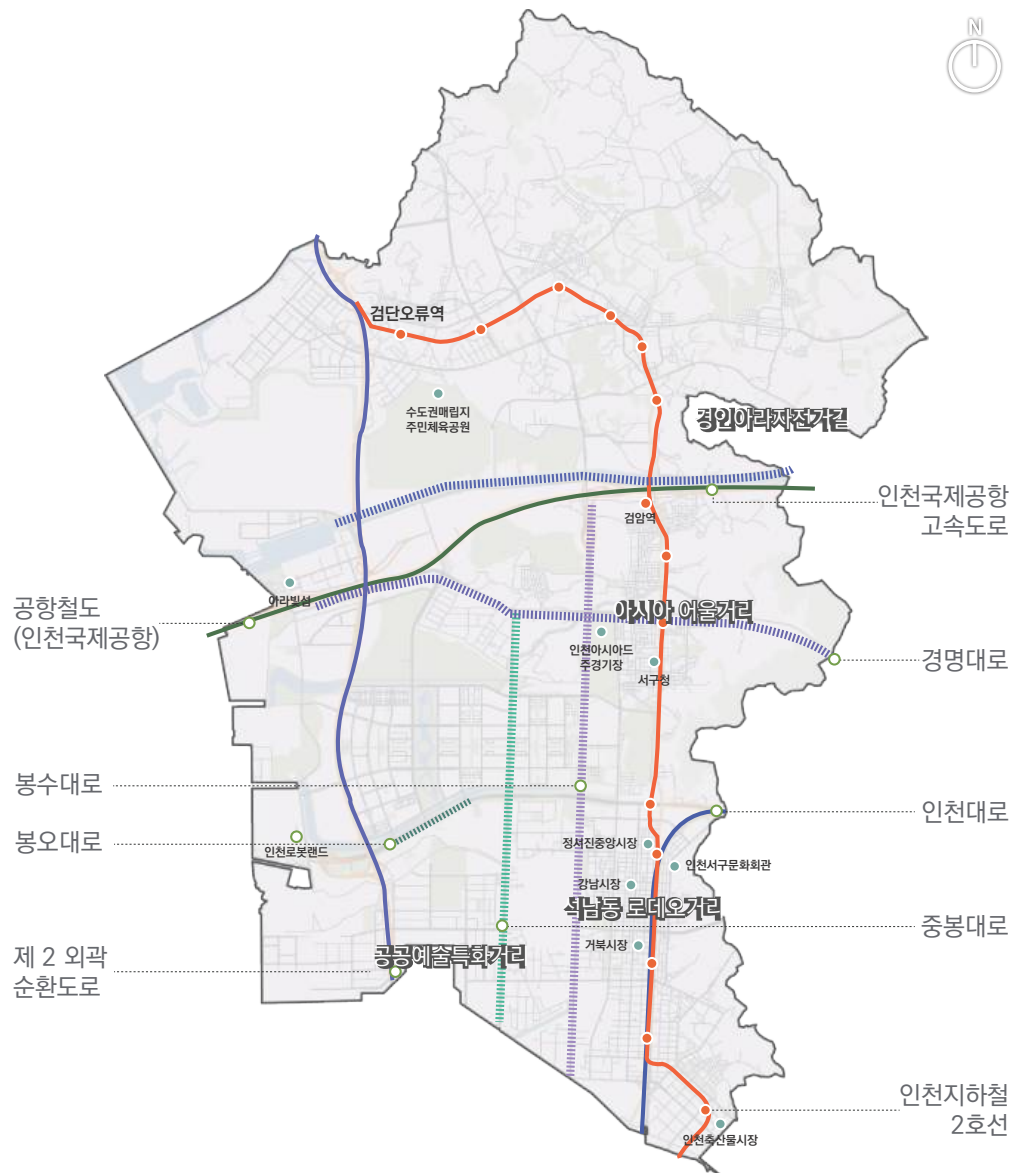 N
검단오류역
수도권매립지
주민체육공원
경인아라자전거길
인천국제공항
고속도로
검암역
아라빛섬
공항철도
(인천국제공항)
아시아 어울거리
인천아시아드
주경기장
서구청
경명대로
봉수대로
인천대로
봉오대로
인천로봇랜드
정서진중앙시장
인천서구문화회관
강남시장
석남동 로데오거리
중봉대로
거북시장
공공예술특화거리
제 2 외곽
순환도로
인천지하철
2호선
인천축산물시장